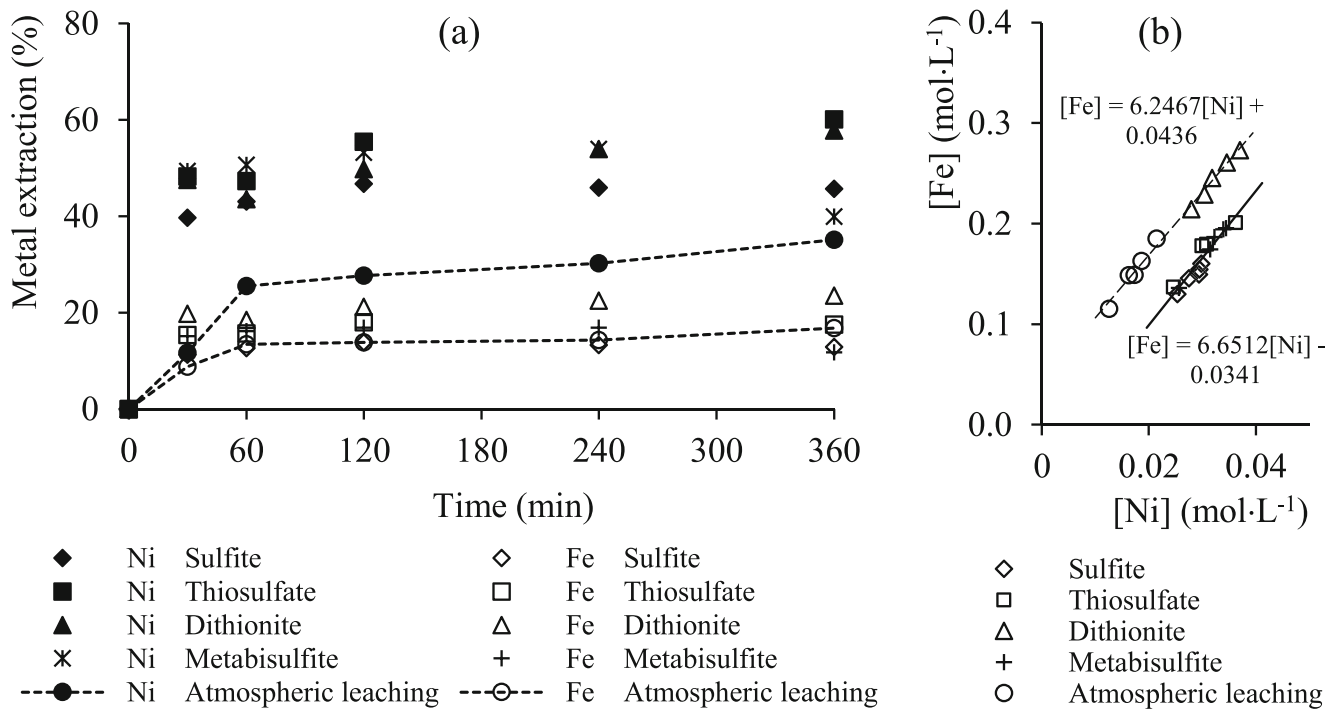 (a)
Metal extraction (%)
80
60
40
20
0
0 60 120 180 240 300 360
Time (min)
Ni Sulfite
Ni Thiosulfate
Ni Dithionite
Ni Metabisulfite
Ni Atmospheric leaching
Fe Sulfite
Fe Thiosulfate
Fe Dithionite
Fe Metabisulfite
Fe Atmospheric leaching
(b)
[Fe] (mol·L⁻¹)
0.4
0.3
0.2
0.1
0.0
[Fe] = 6.2467[Ni] +
0.0436
[Fe] = 6.6512[Ni] -
0.0341
0 0.02 0.04
[Ni] (mol·L⁻¹)
Sulfite
Thiosulfate
Dithionite
Metabisulfite
Atmospheric leaching